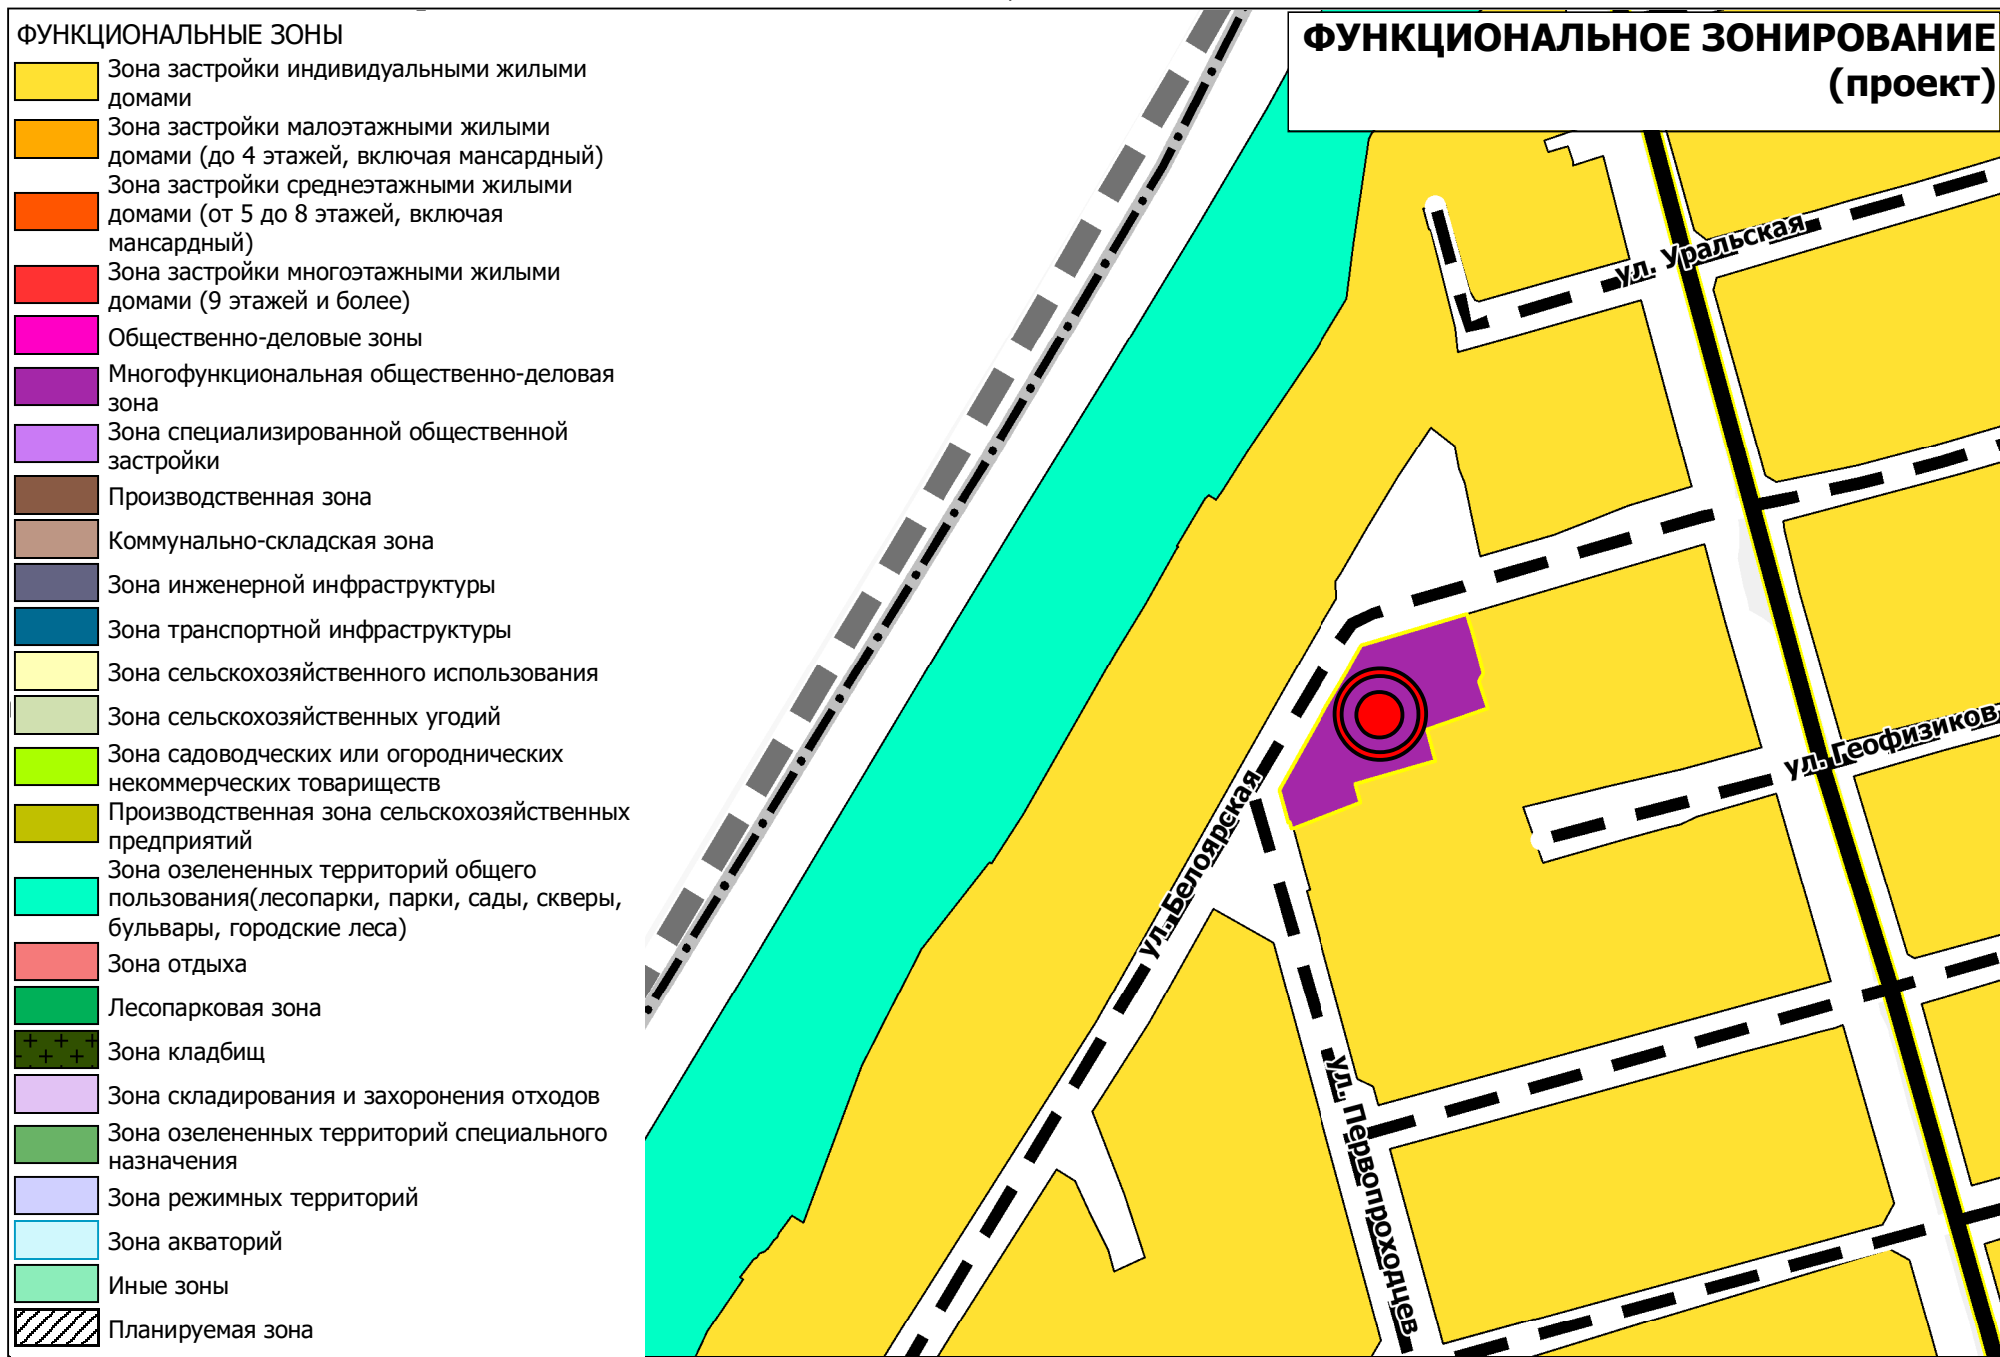 ФУНКЦИОНАЛЬНЫЕ ЗОНЫ
Зона застройки индивидуальными жилыми
домами
Зона застройки малоэтажными жилыми
домами (до 4 этажей, включая мансардный)
Зона застройки среднеэтажными жилыми
домами (от 5 до 8 этажей, включая
мансардный)
Зона застройки многоэтажными жилыми
домами (9 этажей и более)
Общественно-деловые зоны
Многофункциональная общественно-деловая
зона
Зона специализированной общественной
застройки
Производственная зона
Коммунально-складская зона
Зона инженерной инфраструктуры
Зона транспортной инфраструктуры
Зона сельскохозяйственного использования
Зона сельскохозяйственных угодий
Зона садоводческих или огороднических
некоммерческих товариществ
Производственная зона сельскохозяйственных
предприятий
Зона озелененных территорий общего
пользования(лесопарки, парки, сады, скверы,
бульвары, городские леса)
Зона отдыха
Лесопарковая зона
Зона кладбищ
Зона складирования и захоронения отходов
Зона озелененных территорий специального
назначения
Зона режимных территорий
Зона акваторий
Иные зоны
Планируемая зона
ФУНКЦИОНАЛЬНОЕ ЗОНИРОВАНИЕ
(проект)
ул. Уральская
ул. Геофизиков
ул. Белоярская
ул. Первопроходцев